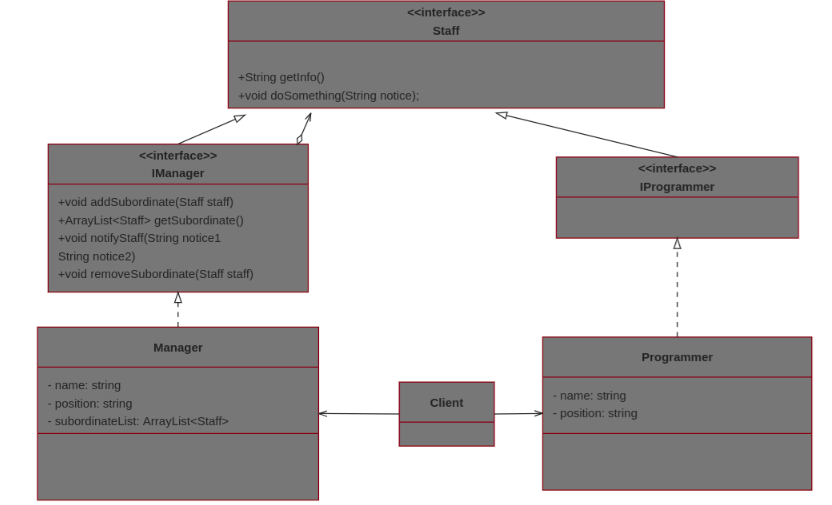 <<interface>>
Staff
+String getInfo()
+void doSomething(String notice);
<<interface>>
IManager
+void addSubordinate(Staff staff)
+ArrayList<Staff> getSubordinate()
+void notifyStaff(String notice1
String notice2)
+void removeSubordinate(Staff staff)
<<interface>>
IProgrammer
Manager
- name: string
- position: string
- subordinateList: ArrayList<Staff>
Client
Programmer
- name: string
- position: string